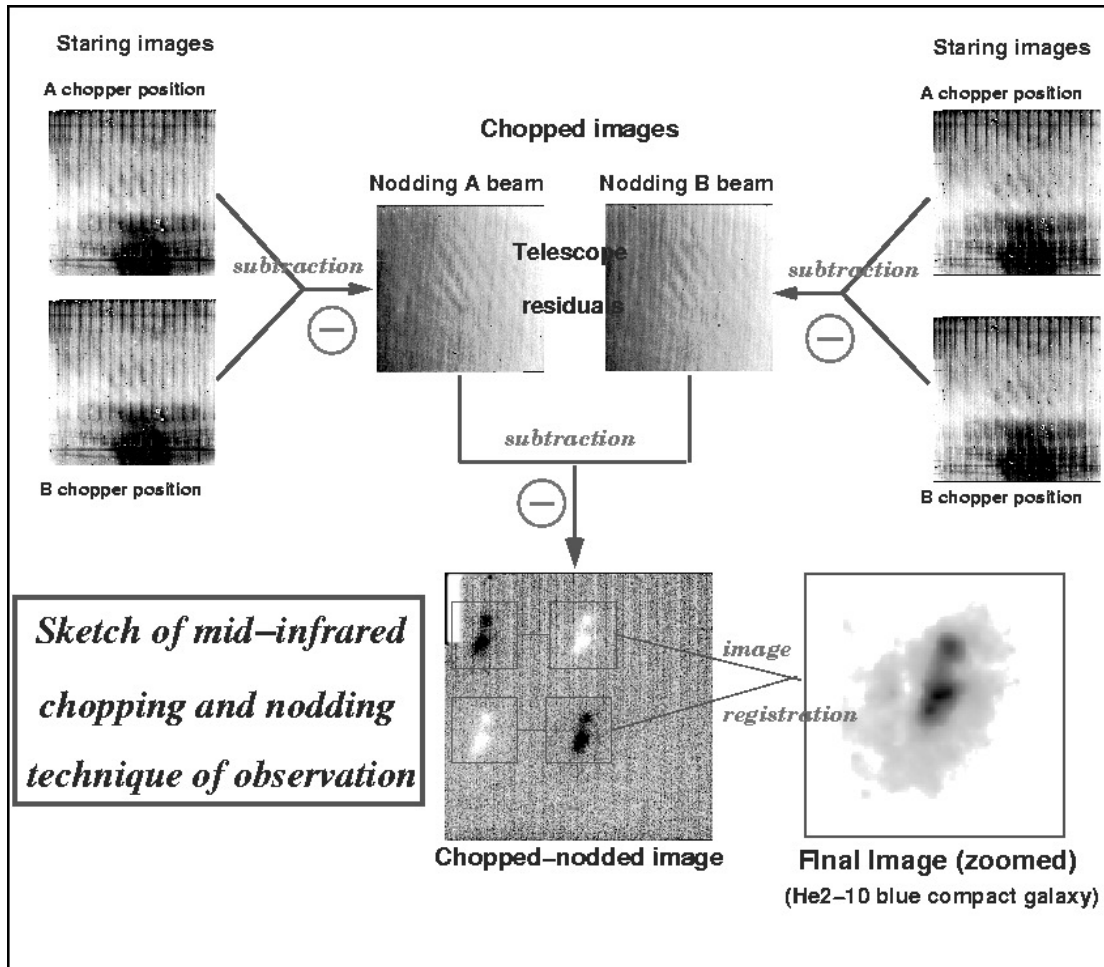 Staring images
A chopper position
B chopper position
Chopped images
Nodding A beam
Nodding B beam
Telescope
residuals
Staring images
A chopper position
B chopper position
subtraction
subtraction
subtraction
Sketch of mid-infrared
chopping and nodding
technique of observation
Chopped-nodded image
image
registration
Final Image (zoomed)
(He2-10 blue compact galaxy)